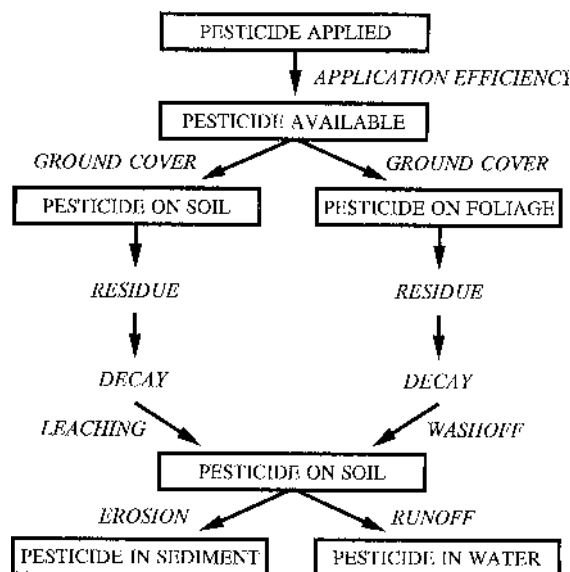 PESTICIDE APPLIED
APPLICATION EFFICIENCY
PESTICIDE AVAILABLE
GROUND COVER GROUND COVER
PESTICIDE ON SOIL PESTICIDE ON FOLIAGE
RESIDUE RESIDUE
DECAY DECAY
LEACHING WASHOFF
PESTICIDE ON SOIL
EROSION RUNOFF
PESTICIDE IN SEDIMENT PESTICIDE IN WATER